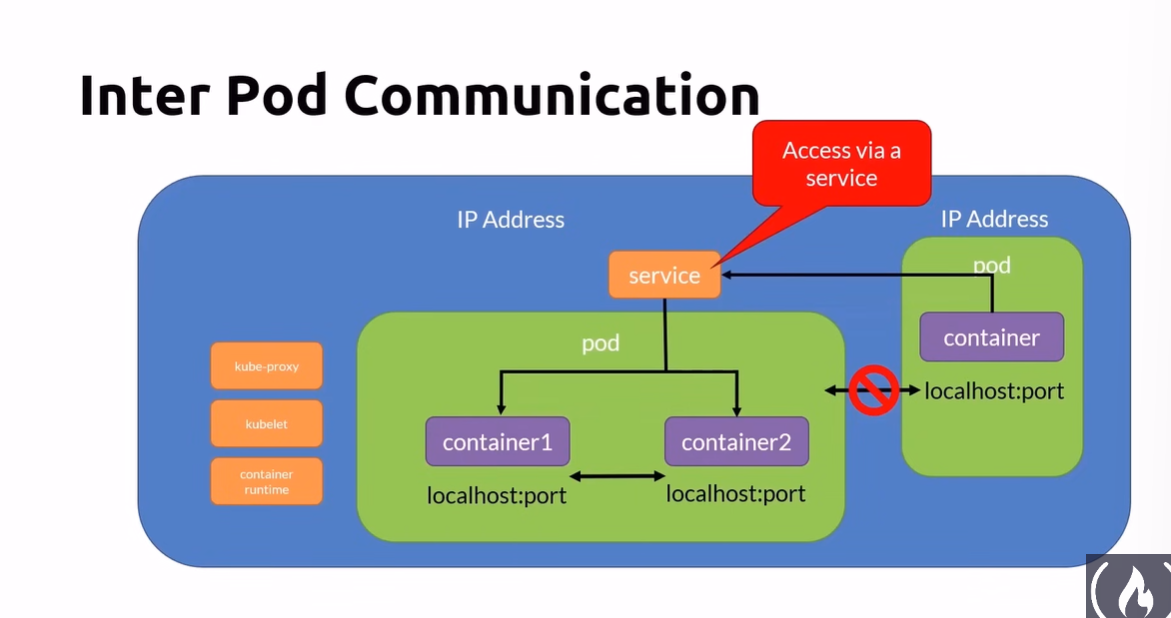 Inter Pod Communication
Access via a
service
IP Address
IP Address
service
pod
pod
container
kube-proxy
localhost:port
kubelet
container1
container2
container
runtime
localhost:port
localhost:port